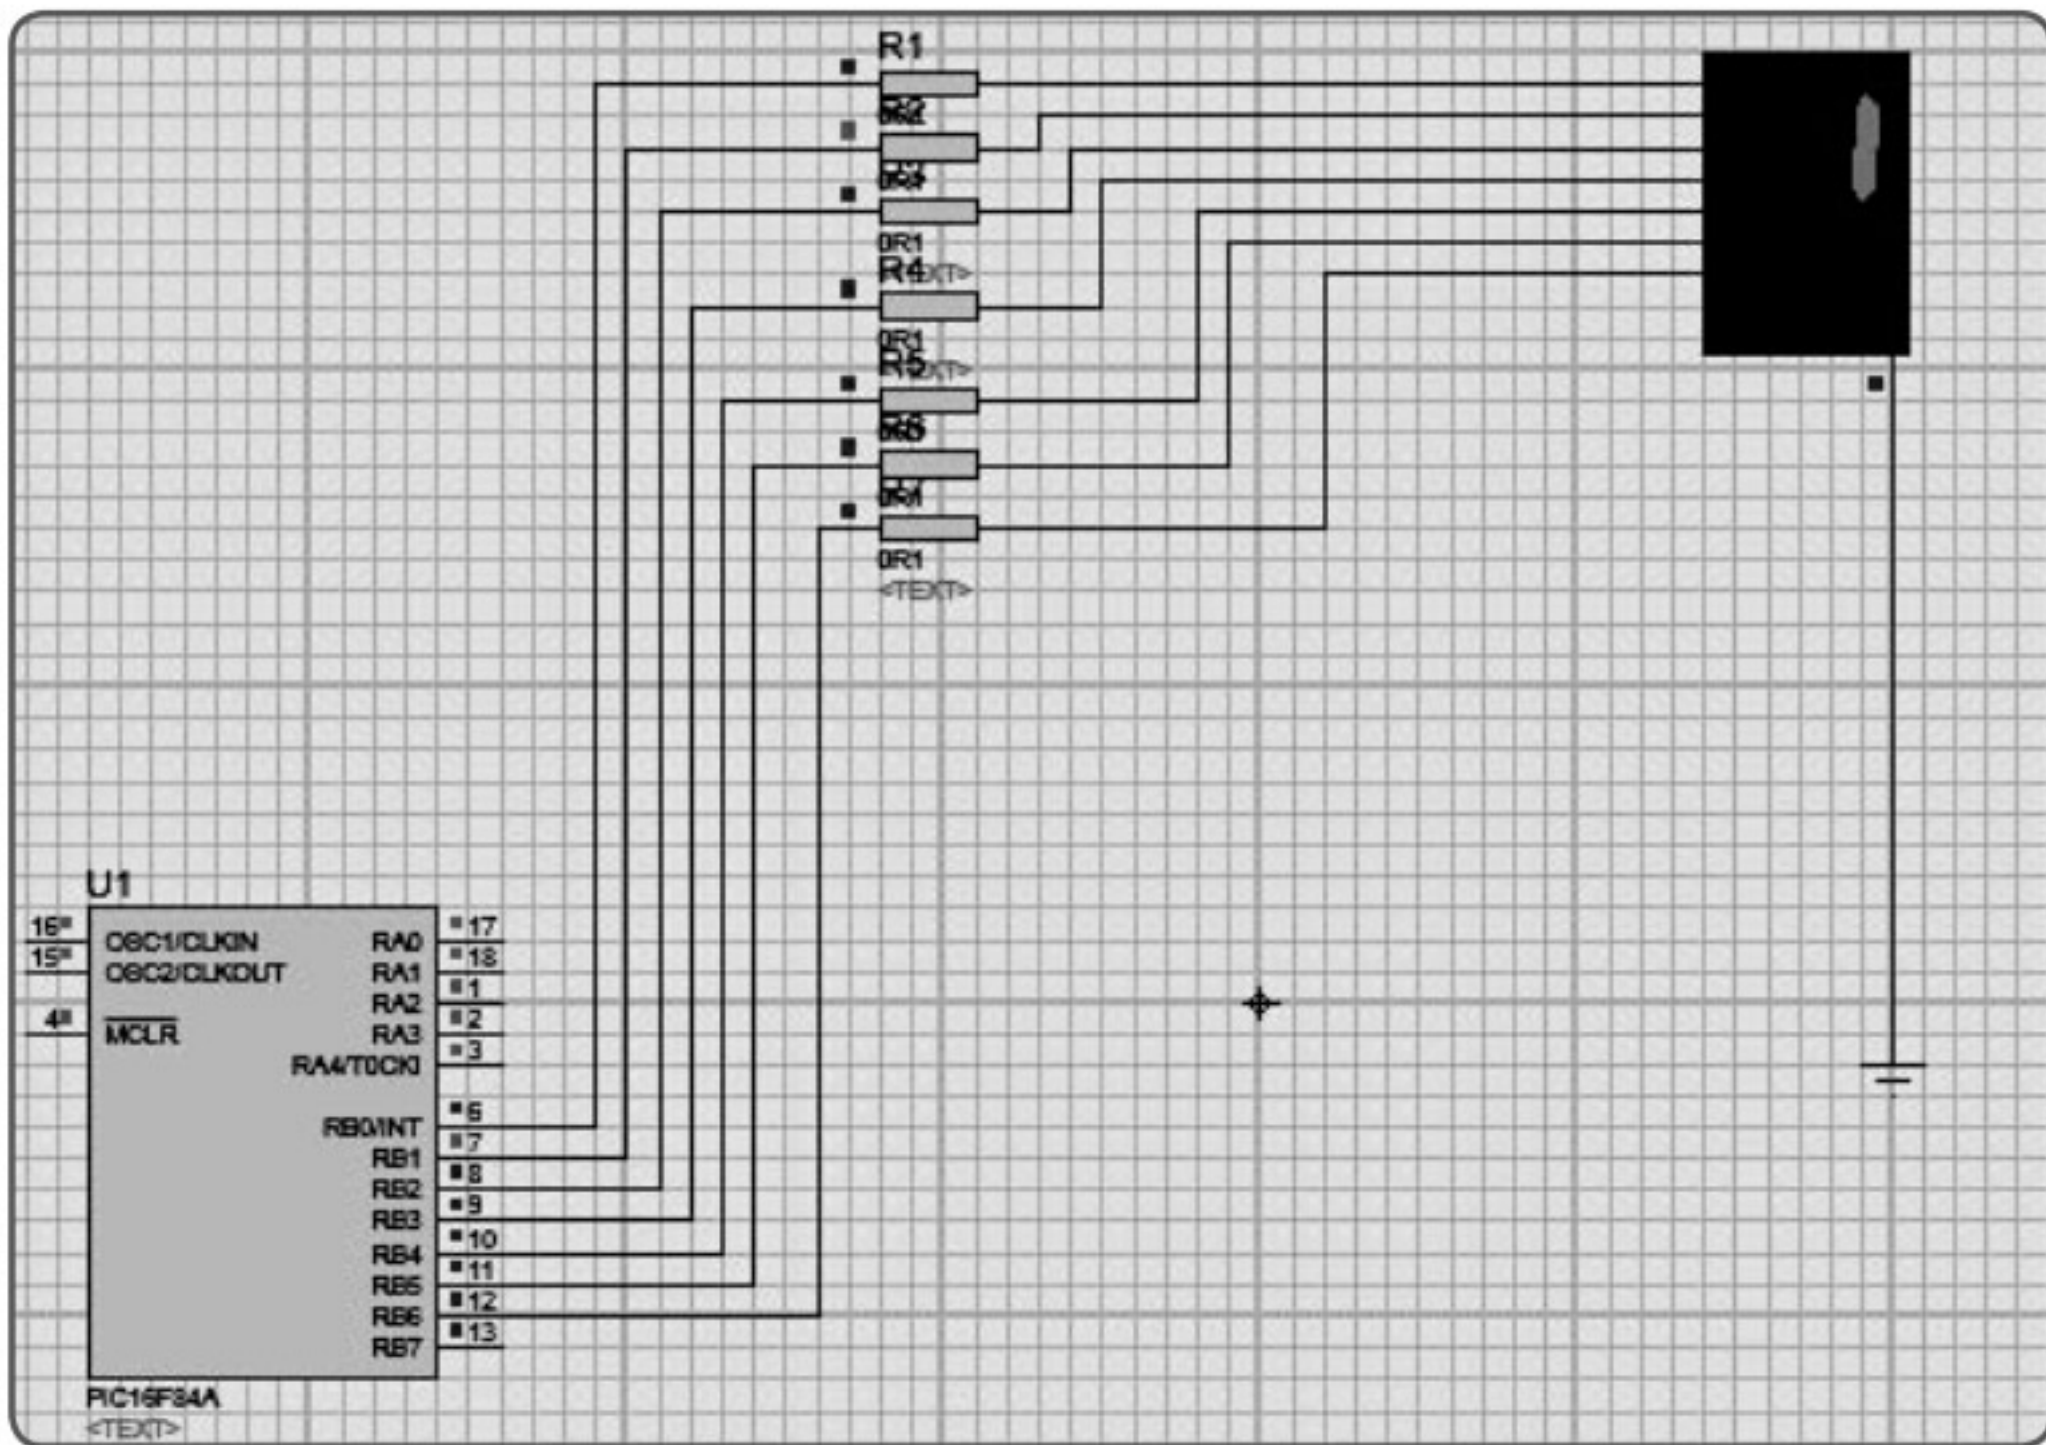 R1
R2
0R1
R4
0R1
R5
R6
0R1
<TEXT>
U1
16 OSC1/CLKIN RA0 17
15 OSC2/CLKOUT RA1 18
RA2 1
4 MCLR RA3 2
RA4/T0CKI 3
RB0/INT 6
RB1 7
RB2 8
RB3 9
RB4 10
RB5 11
RB6 12
RB7 13
PIC16F84A
<TEXT>